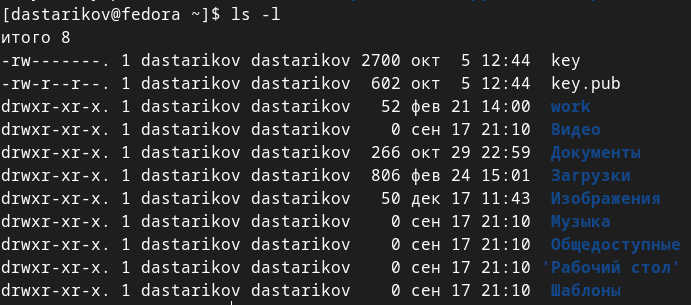 [dastarikov@fedora ~]$ ls -l
итого 8
-rw-------. 1 dastarikov dastarikov 2700 окт  5 12:44  key
-rw-r--r--. 1 dastarikov dastarikov  602 окт  5 12:44  key.pub
drwxr-xr-x. 1 dastarikov dastarikov   52 фев 21 14:00  work
drwxr-xr-x. 1 dastarikov dastarikov    0 сен 17 21:10  Видео
drwxr-xr-x. 1 dastarikov dastarikov  266 окт 29 22:59  Документы
drwxr-xr-x. 1 dastarikov dastarikov  806 фев 24 15:01  Загрузки
drwxr-xr-x. 1 dastarikov dastarikov   50 дек 17 11:43  Изображения
drwxr-xr-x. 1 dastarikov dastarikov    0 сен 17 21:10  Музыка
drwxr-xr-x. 1 dastarikov dastarikov    0 сен 17 21:10  Общедоступные
drwxr-xr-x. 1 dastarikov dastarikov    0 сен 17 21:10 'Рабочий стол'
drwxr-xr-x. 1 dastarikov dastarikov    0 сен 17 21:10  Шаблоны